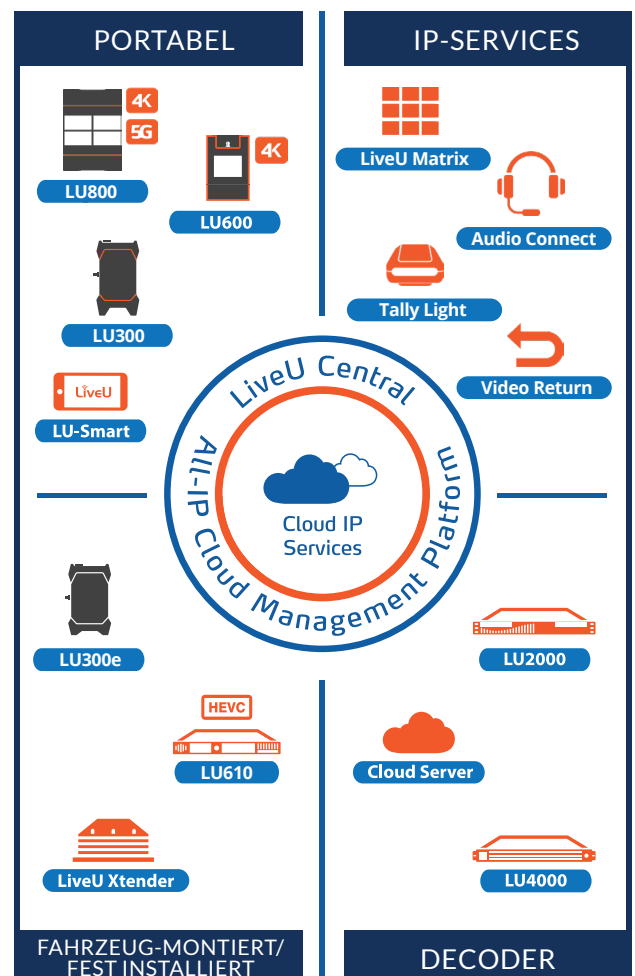 PORTABEL
4K
5G
LU800
4K
LU600
LU300
LiveU
LU-Smart
IP-SERVICES
LiveU Matrix
Audio Connect
Tally Light
Video Return
LiveU Central
All-IP Cloud Management Platform
Cloud IP
Services
LU300e
HEVC
LU610
LiveU Xtender
FAHRZEUG-MONTIERT/
FEST INSTALLIERT
LU2000
Cloud Server
LU4000
DECODER